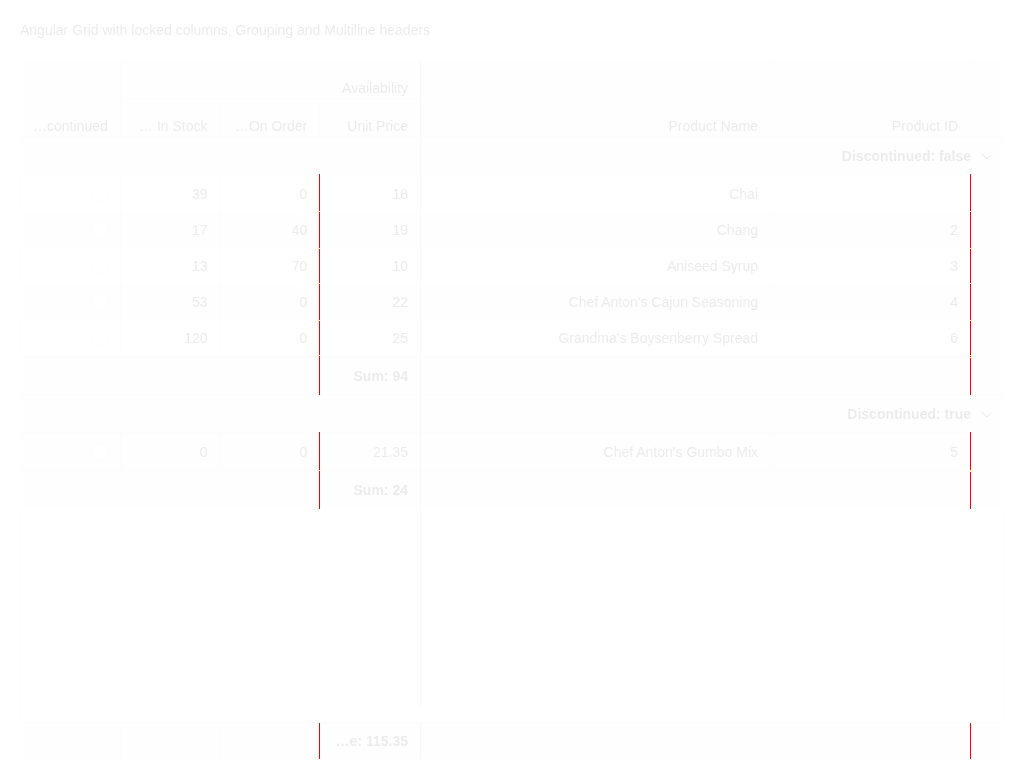 Angular Grid with locked columns, Grouping and Multiline headers
Availability
…continued … In Stock …On Order Unit Price Product Name Product ID
Discontinued: false
39 0 18 Chai
17 40 19 Chang 2
13 70 10 Aniseed Syrup 3
53 0 22 Chef Anton's Cajun Seasoning 4
120 0 25 Grandma's Boysenberry Spread 6
Sum: 94
Discontinued: true
0 0 21.35 Chef Anton's Gumbo Mix 5
Sum: 24
…e: 115.35